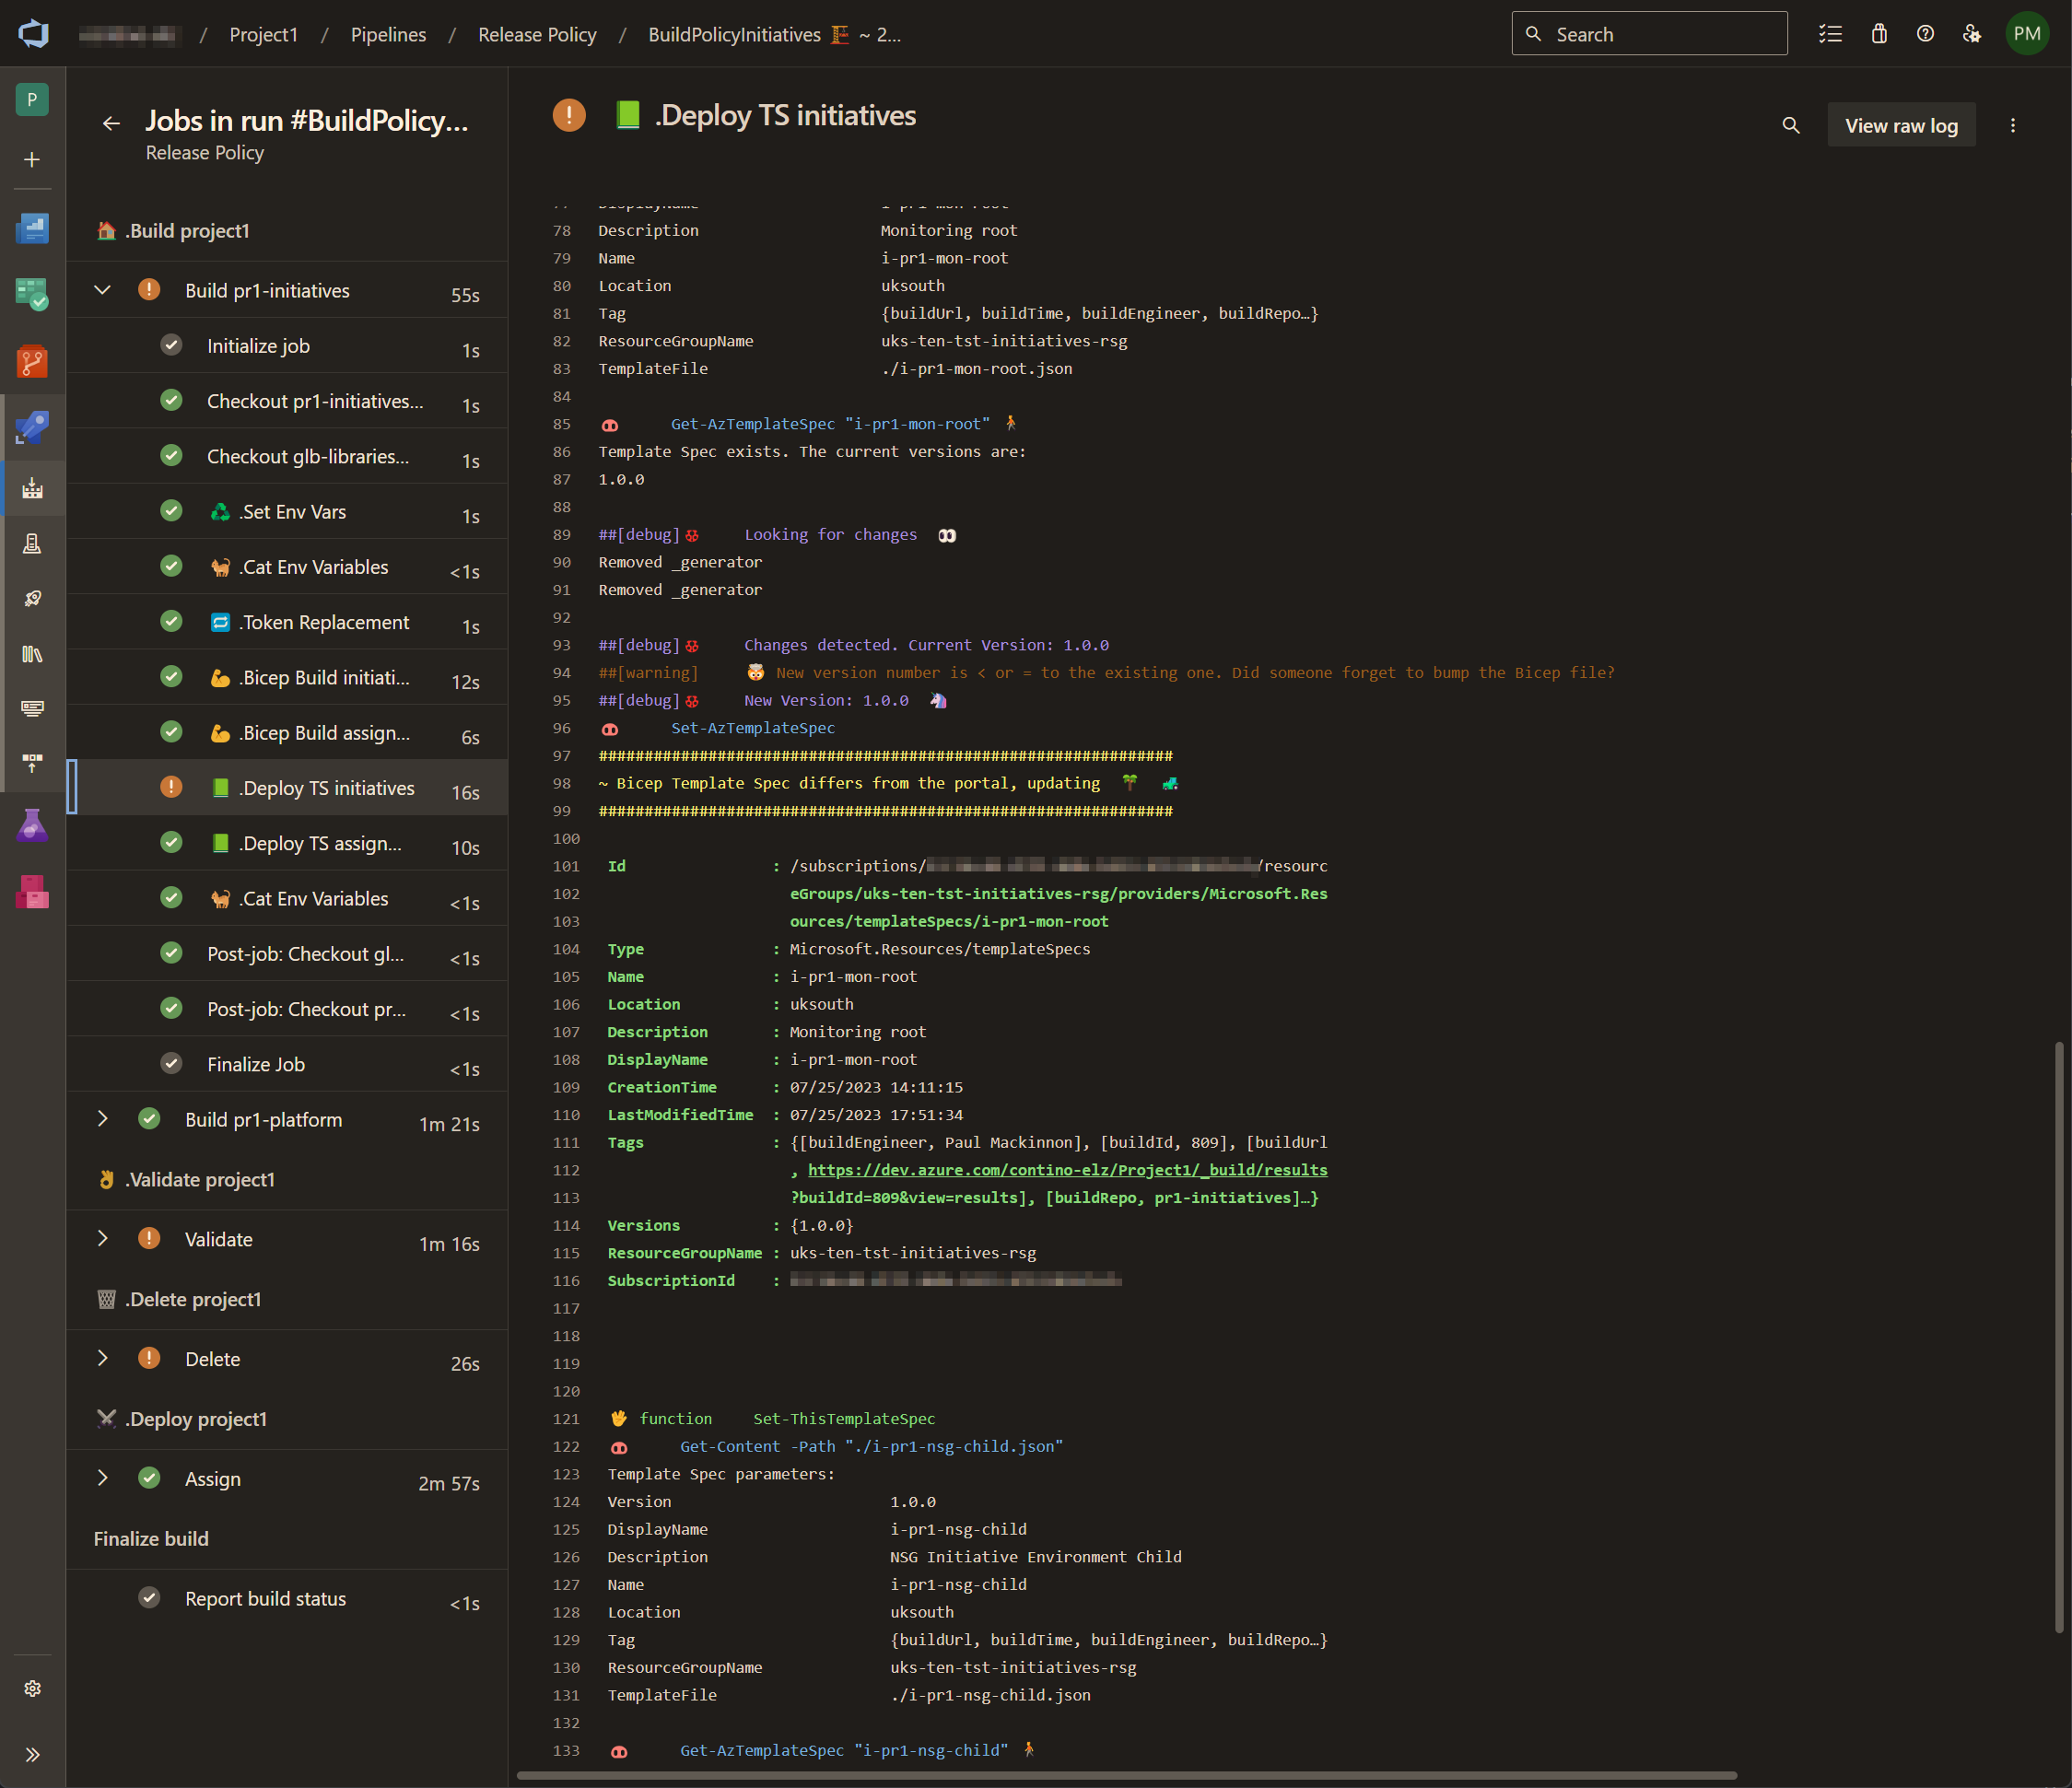 / Project1 / Pipelines / Release Policy / BuildPolicyInitiatives ~ 2...
Search
PM
P
Jobs in run #BuildPolicy...
Release Policy
.Build project1
Build pr1-initiatives 55s
Initialize job 1s
Checkout pr1-initiatives... 1s
Checkout glb-libraries... 1s
.Set Env Vars 1s
.Cat Env Variables <1s
.Token Replacement 1s
.Bicep Build initiati... 12s
.Bicep Build assign... 6s
.Deploy TS initiatives 16s
.Deploy TS assign... 10s
.Cat Env Variables <1s
Post-job: Checkout gl... <1s
Post-job: Checkout pr... <1s
Finalize Job <1s
Build pr1-platform 1m 21s
.Validate project1
Validate 1m 16s
.Delete project1
Delete 26s
.Deploy project1
Assign 2m 57s
Finalize build
Report build status <1s
.Deploy TS initiatives
View raw log
77 DisplayName i-pr1-mon-root
78 Description Monitoring root
79 Name i-pr1-mon-root
80 Location uksouth
81 Tag {buildUrl, buildTime, buildEngineer, buildRepo…}
82 ResourceGroupName uks-ten-tst-initiatives-rsg
83 TemplateFile ./i-pr1-mon-root.json
84
85 Get-AzTemplateSpec "i-pr1-mon-root"
86 Template Spec exists. The current versions are:
87 1.0.0
88
89 ##[debug] Looking for changes
90 Removed _generator
91 Removed _generator
92
93 ##[debug] Changes detected. Current Version: 1.0.0
94 ##[warning] New version number is < or = to the existing one. Did someone forget to bump the Bicep file?
95 ##[debug] New Version: 1.0.0
96 Set-AzTemplateSpec
97 ###############################################################
98 ~ Bicep Template Spec differs from the portal, updating
99 ###############################################################
100
101 Id : /subscriptions/ /resourc
102 eGroups/uks-ten-tst-initiatives-rsg/providers/Microsoft.Res
103 ources/templateSpecs/i-pr1-mon-root
104 Type : Microsoft.Resources/templateSpecs
105 Name : i-pr1-mon-root
106 Location : uksouth
107 Description : Monitoring root
108 DisplayName : i-pr1-mon-root
109 CreationTime : 07/25/2023 14:11:15
110 LastModifiedTime : 07/25/2023 17:51:34
111 Tags : {[buildEngineer, Paul Mackinnon], [buildId, 809], [buildUrl
112 , https://dev.azure.com/contino-elz/Project1/_build/results
113 ?buildId=809&view=results], [buildRepo, pr1-initiatives]…}
114 Versions : {1.0.0}
115 ResourceGroupName : uks-ten-tst-initiatives-rsg
116 SubscriptionId :
117
118
119
120
121 function Set-ThisTemplateSpec
122 Get-Content -Path "./i-pr1-nsg-child.json"
123 Template Spec parameters:
124 Version 1.0.0
125 DisplayName i-pr1-nsg-child
126 Description NSG Initiative Environment Child
127 Name i-pr1-nsg-child
128 Location uksouth
129 Tag {buildUrl, buildTime, buildEngineer, buildRepo…}
130 ResourceGroupName uks-ten-tst-initiatives-rsg
131 TemplateFile ./i-pr1-nsg-child.json
132
133 Get-AzTemplateSpec "i-pr1-nsg-child"